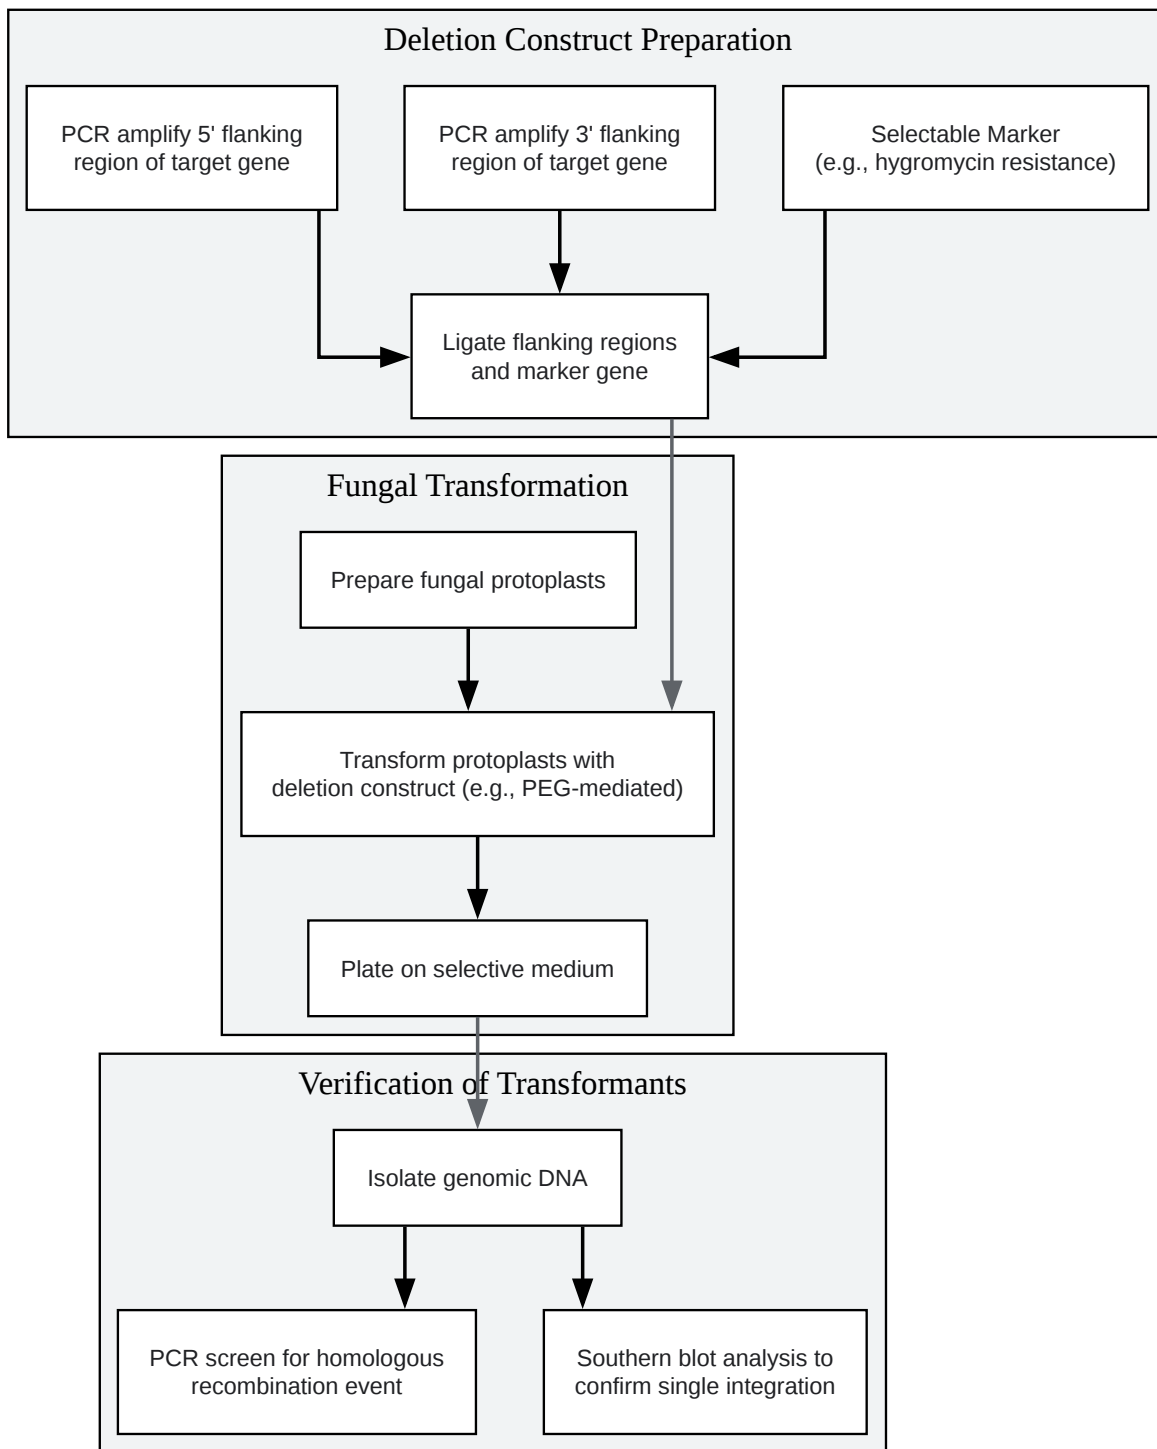 Deletion Construct Preparation
PCR amplify 5' flanking
region of target gene
PCR amplify 3' flanking
region of target gene
Selectable Marker
(e.g., hygromycin resistance)
Ligate flanking regions
and marker gene
Fungal Transformation
Prepare fungal protoplasts
Transform protoplasts with
deletion construct (e.g., PEG-mediated)
Plate on selective medium
Verification of Transformants
Isolate genomic DNA
PCR screen for homologous
recombination event
Southern blot analysis to
confirm single integration